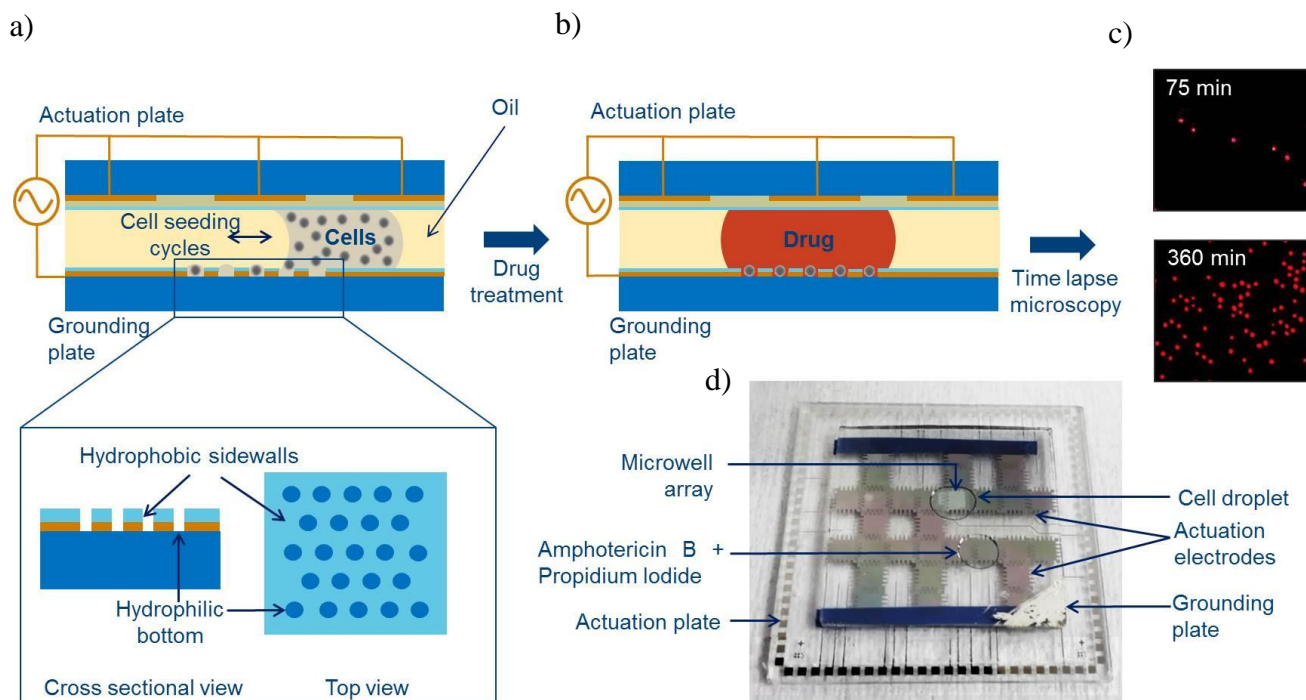 a)
Actuation plate
Oil
Cell seeding
cycles
Cells
Grounding
plate
Drug
treatment
b)
Actuation plate
Drug
Grounding
plate
Time lapse
microscopy
c)
75 min
360 min
Hydrophobic sidewalls
Hydrophilic
bottom
Cross sectional view
Top view
d)
Microwell
array
Amphotericin B +
Propidium Iodide
Actuation plate
Cell droplet
Actuation
electrodes
Grounding
plate